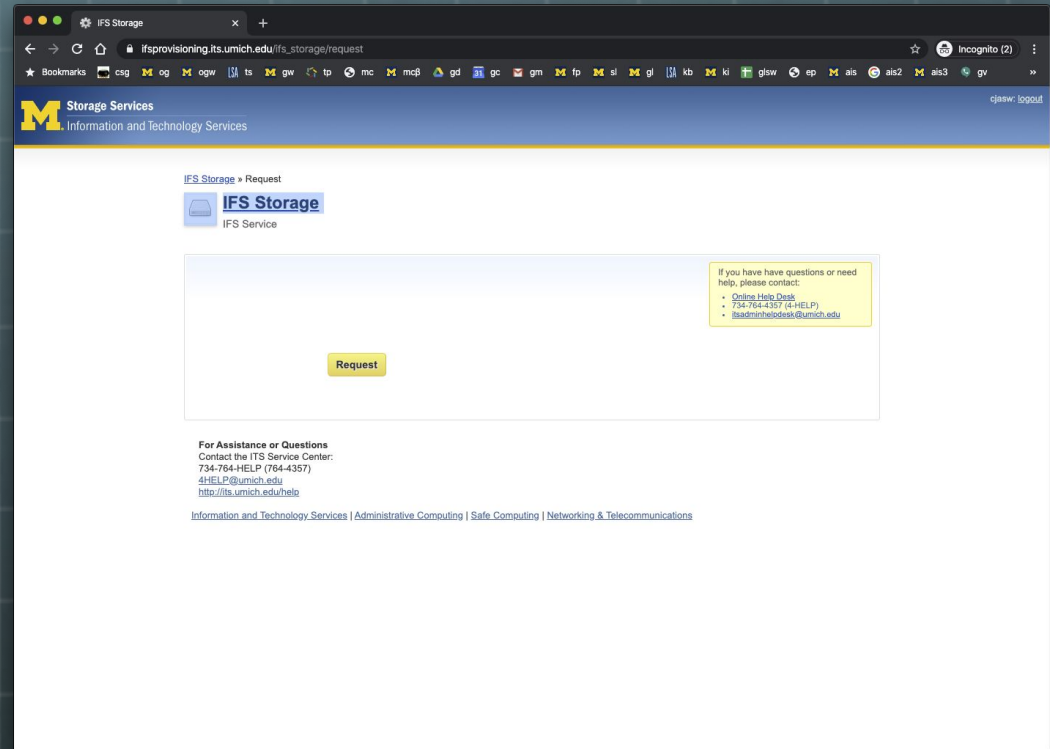 IFS Storage
ifsprovisioning.its.umich.edu/ifs_storage/request
Incognito (2)
Bookmarks csg og ogw ts gw tp mc mcβ gd gc gm fp sl gl kb ki glsw ep ais ais2 ais3 gv »
cjasw: logout
Storage Services
Information and Technology Services
IFS Storage » Request
IFS Storage
IFS Service
If you have have questions or need
help, please contact:
• Online Help Desk
• 734-764-4357 (4-HELP)
• itsadminhelpdesk@umich.edu
Request
For Assistance or Questions
Contact the ITS Service Center:
734-764-HELP (764-4357)
4HELP@umich.edu
http://its.umich.edu/help
Information and Technology Services | Administrative Computing | Safe Computing | Networking & Telecommunications